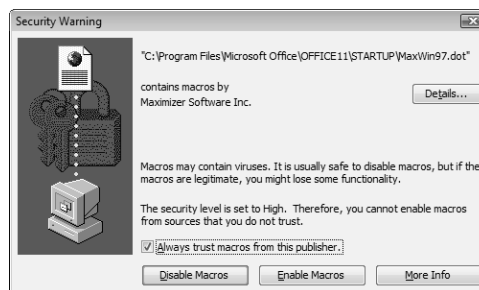 Security Warning
"C:\Program Files\Microsoft Office\OFFICE11\STARTUP\MaxWin97.dot"
contains macros by
Maximizer Software Inc.
Details...
Macros may contain viruses. It is usually safe to disable macros, but if the
macros are legitimate, you might lose some functionality.
The security level is set to High. Therefore, you cannot enable macros
from sources that you do not trust.
Always trust macros from this publisher.
Disable Macros
Enable Macros
More Info